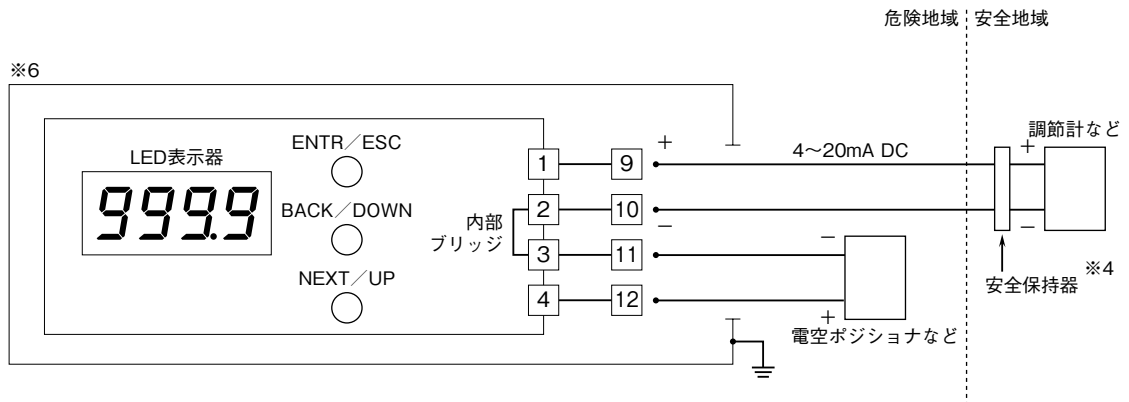 危険地域 安全地域
※6
LED表示器
999.9
ENTR／ESC
BACK／DOWN
NEXT／UP
内部
ブリッジ
1 9 +
2 10 −
3 11
4 12
4〜20mA DC
−
+
電空ポジショナなど
調節計など
+
−
※4
安全保持器